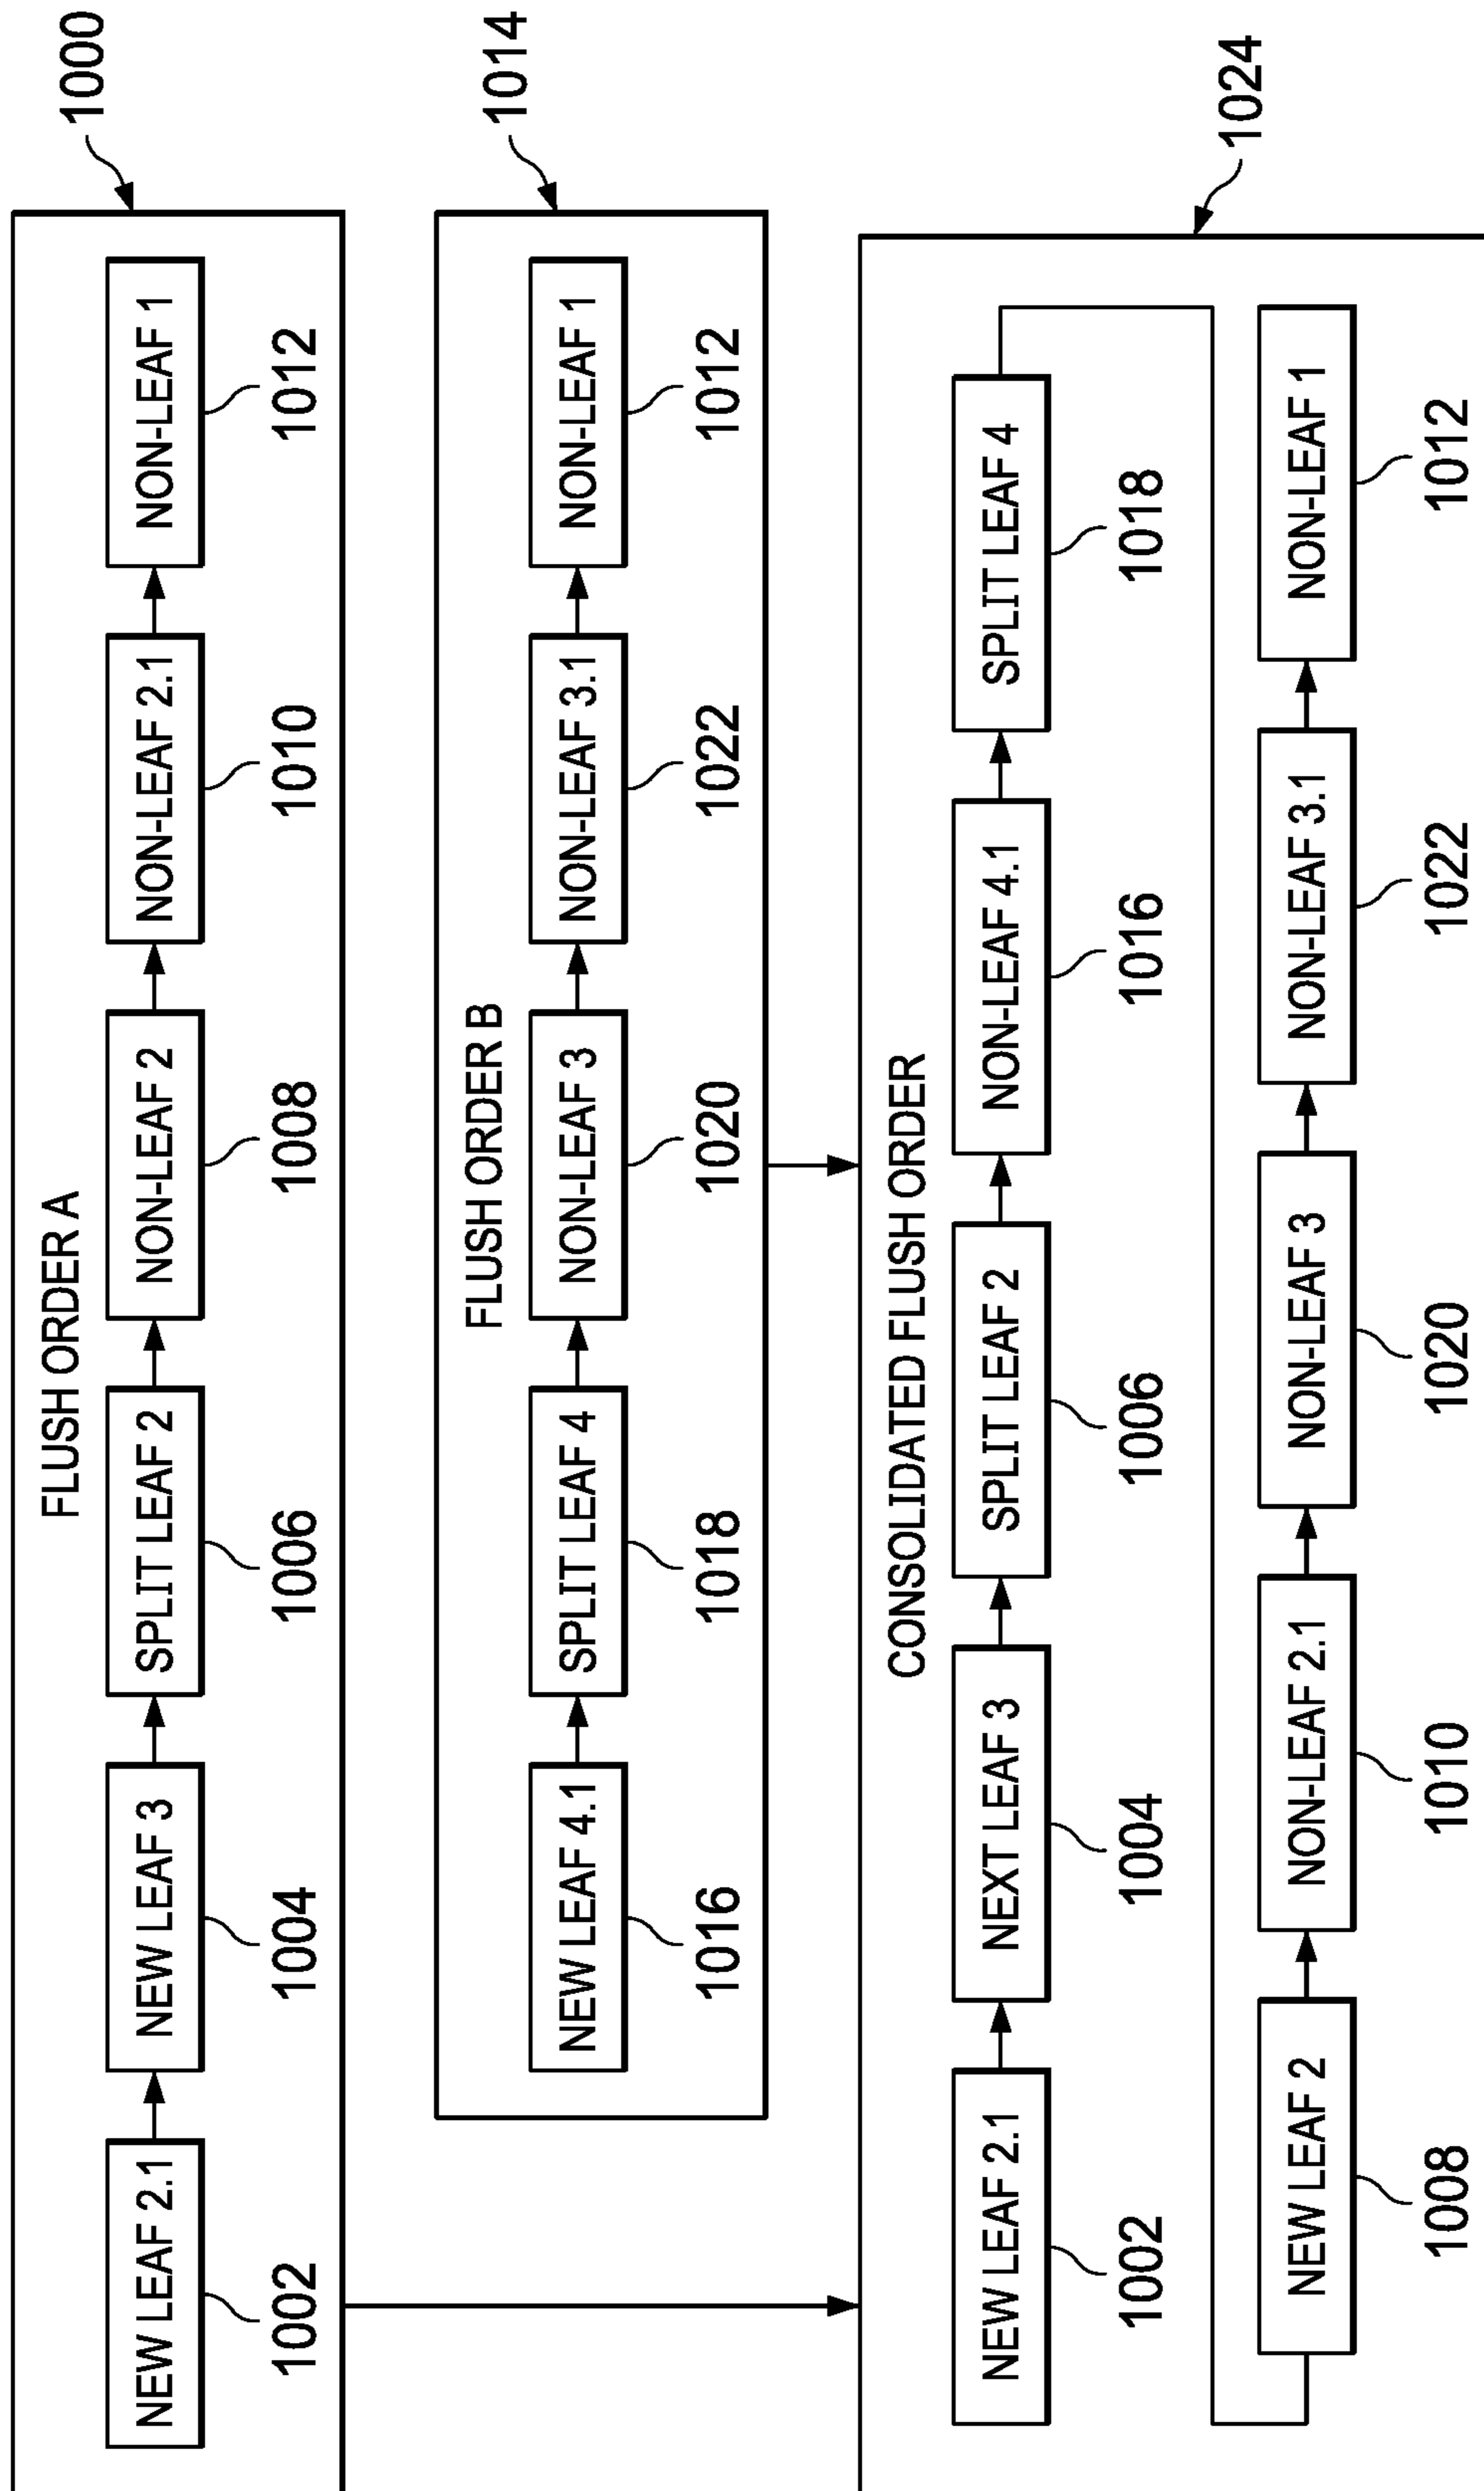 1000
FLUSH ORDER A
NEW LEAF 2.1
NEW LEAF 3
SPLIT LEAF 2
NON-LEAF 2
NON-LEAF 2.1
NON-LEAF 1
1002
1004
1006
1008
1010
1012
1014
FLUSH ORDER B
NEW LEAF 4.1
SPLIT LEAF 4
NON-LEAF 3
NON-LEAF 3.1
NON-LEAF 1
1016
1018
1020
1022
1012
CONSOLIDATED FLUSH ORDER
1024
NEW LEAF 2.1
NEXT LEAF 3
SPLIT LEAF 2
NON-LEAF 4.1
SPLIT LEAF 4
1002
1004
1006
1016
1018
NEW LEAF 2
NON-LEAF 2.1
NON-LEAF 3
NON-LEAF 3.1
NON-LEAF 1
1008
1010
1020
1022
1012